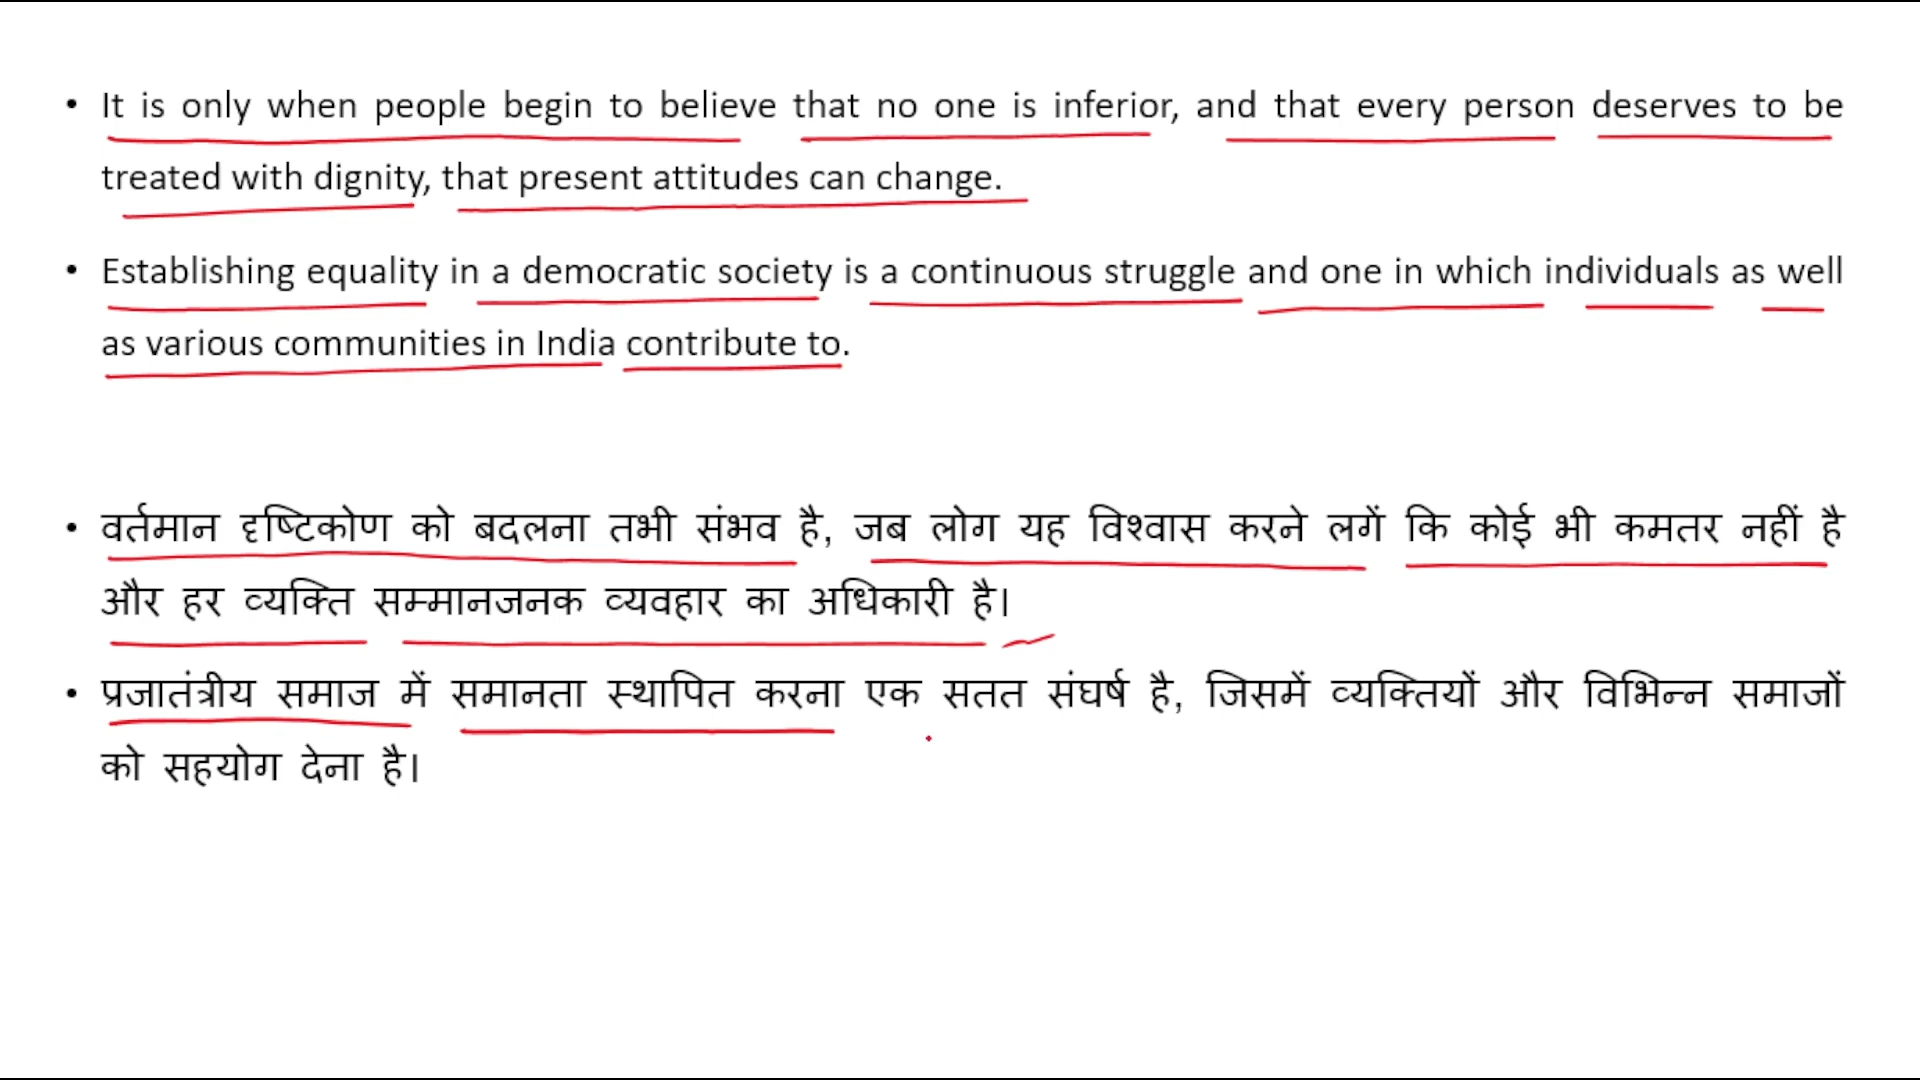 • It is only when people begin to believe that no one is inferior, and that every person deserves to be
treated with dignity, that present attitudes can change.
• Establishing equality in a democratic society is a continuous struggle and one in which individuals as well
as various communities in India contribute to.
• वर्तमान दृष्टिकोण को बदलना तभी संभव है, जब लोग यह विश्वास करने लगें कि कोई भी कमतर नहीं है
और हर व्यक्ति सम्मानजनक व्यवहार का अधिकारी है।
• प्रजातंत्रीय समाज में समानता स्थापित करना एक सतत संघर्ष है, जिसमें व्यक्तियों और विभिन्न समाजों
को सहयोग देना है।